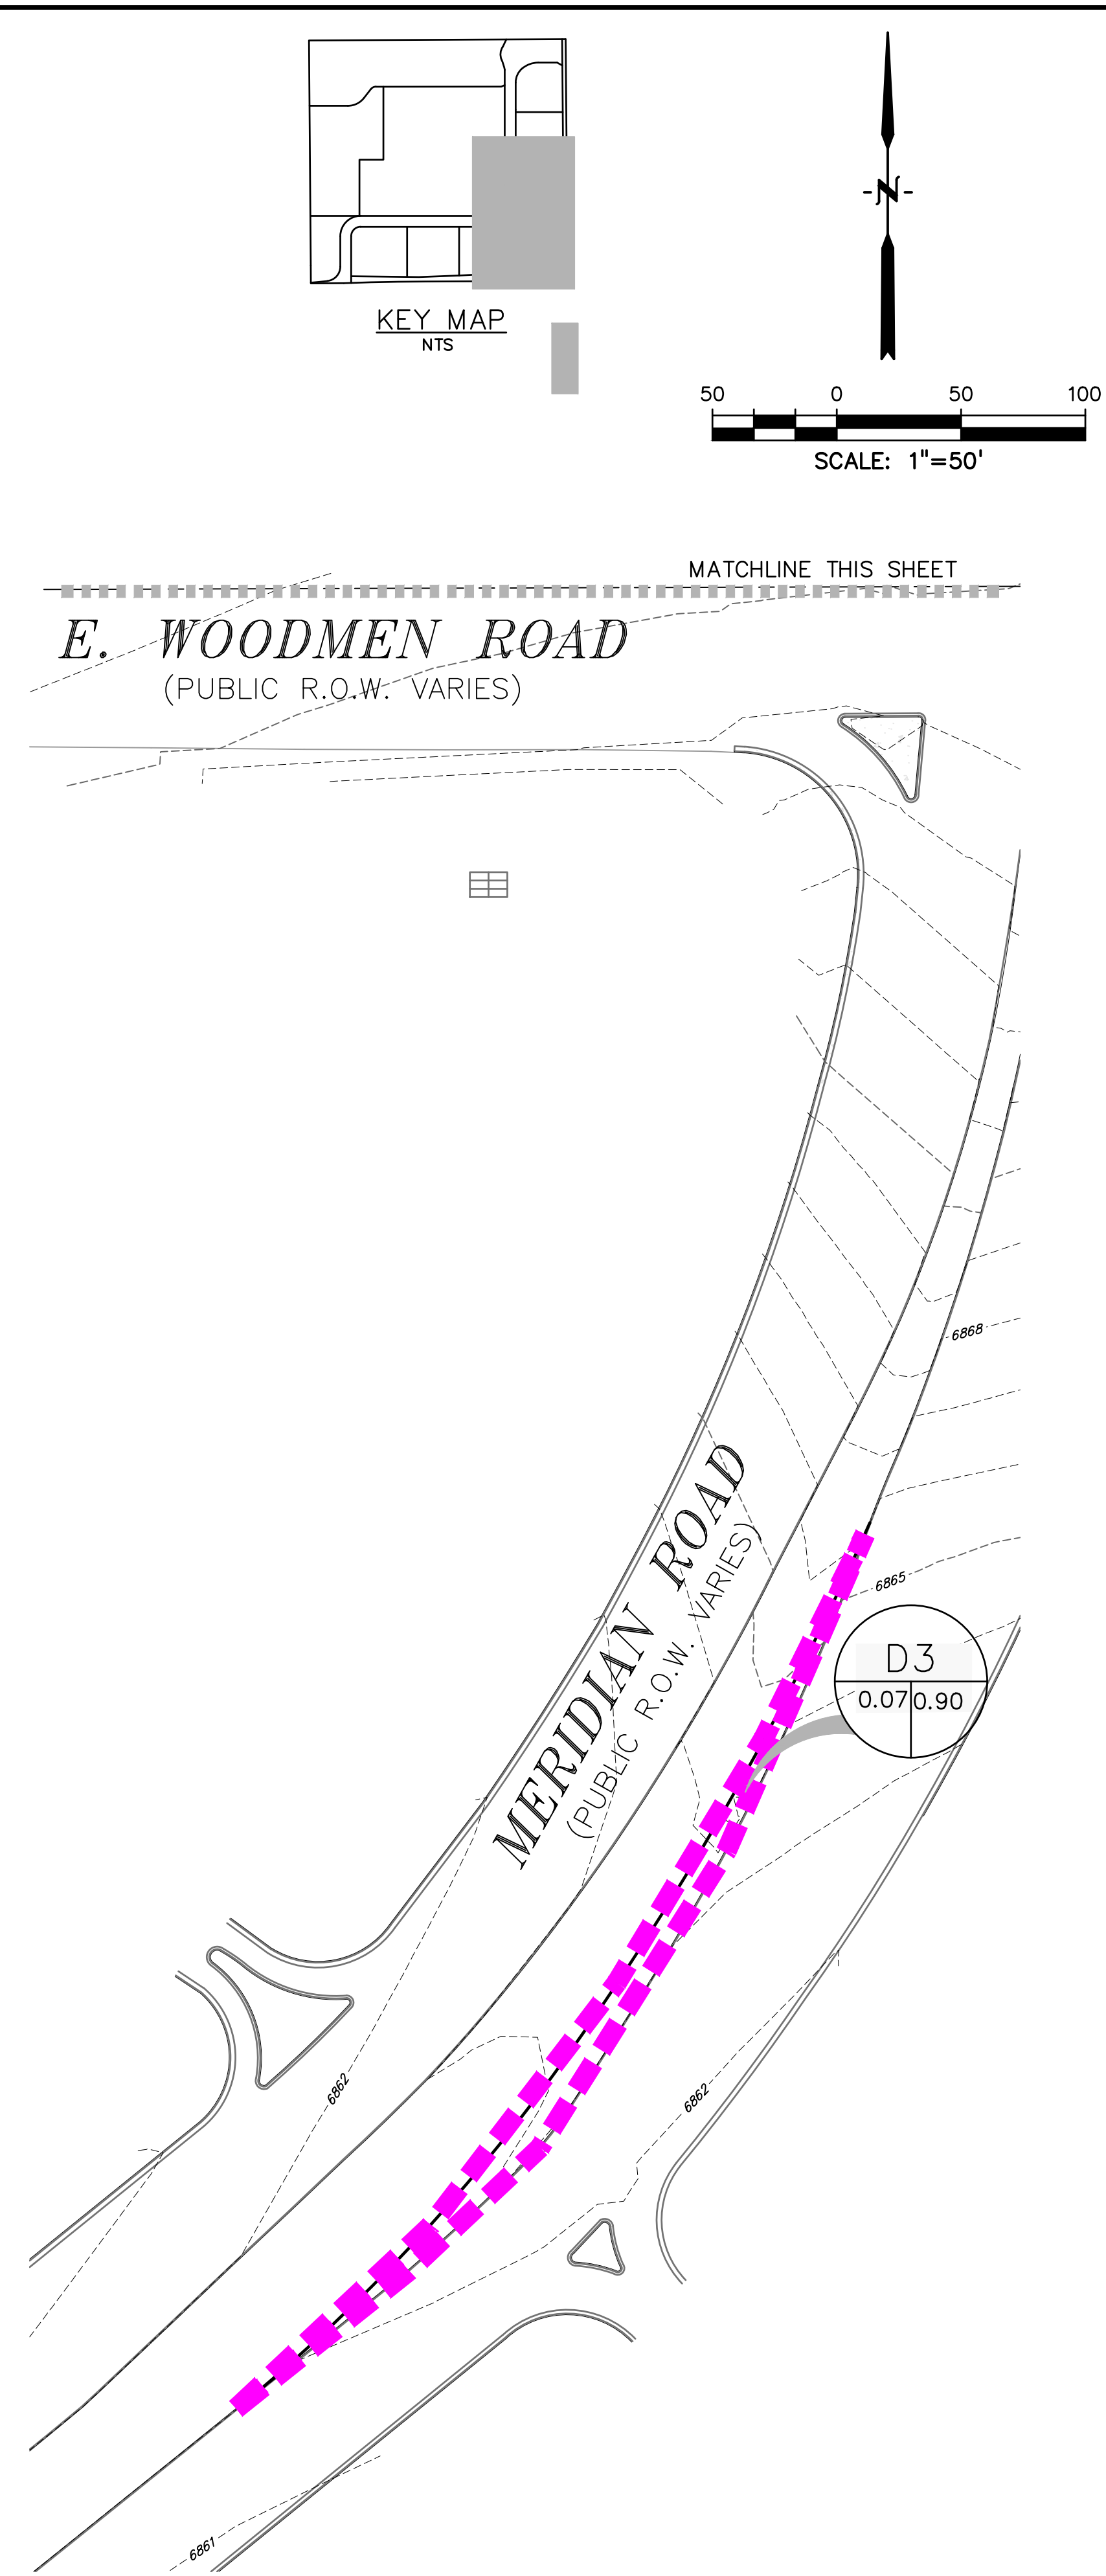 KEY MAP
NTS
N
50 0 50 100
SCALE: 1"=50'
MATCHLINE THIS SHEET
E. WOODMEN ROAD
(PUBLIC R.O.W. VARIES)
6868
MERIDIAN ROAD
(PUBLIC R.O.W. VARIES)
6865
D3
0.07 0.90
6862
6862
6861